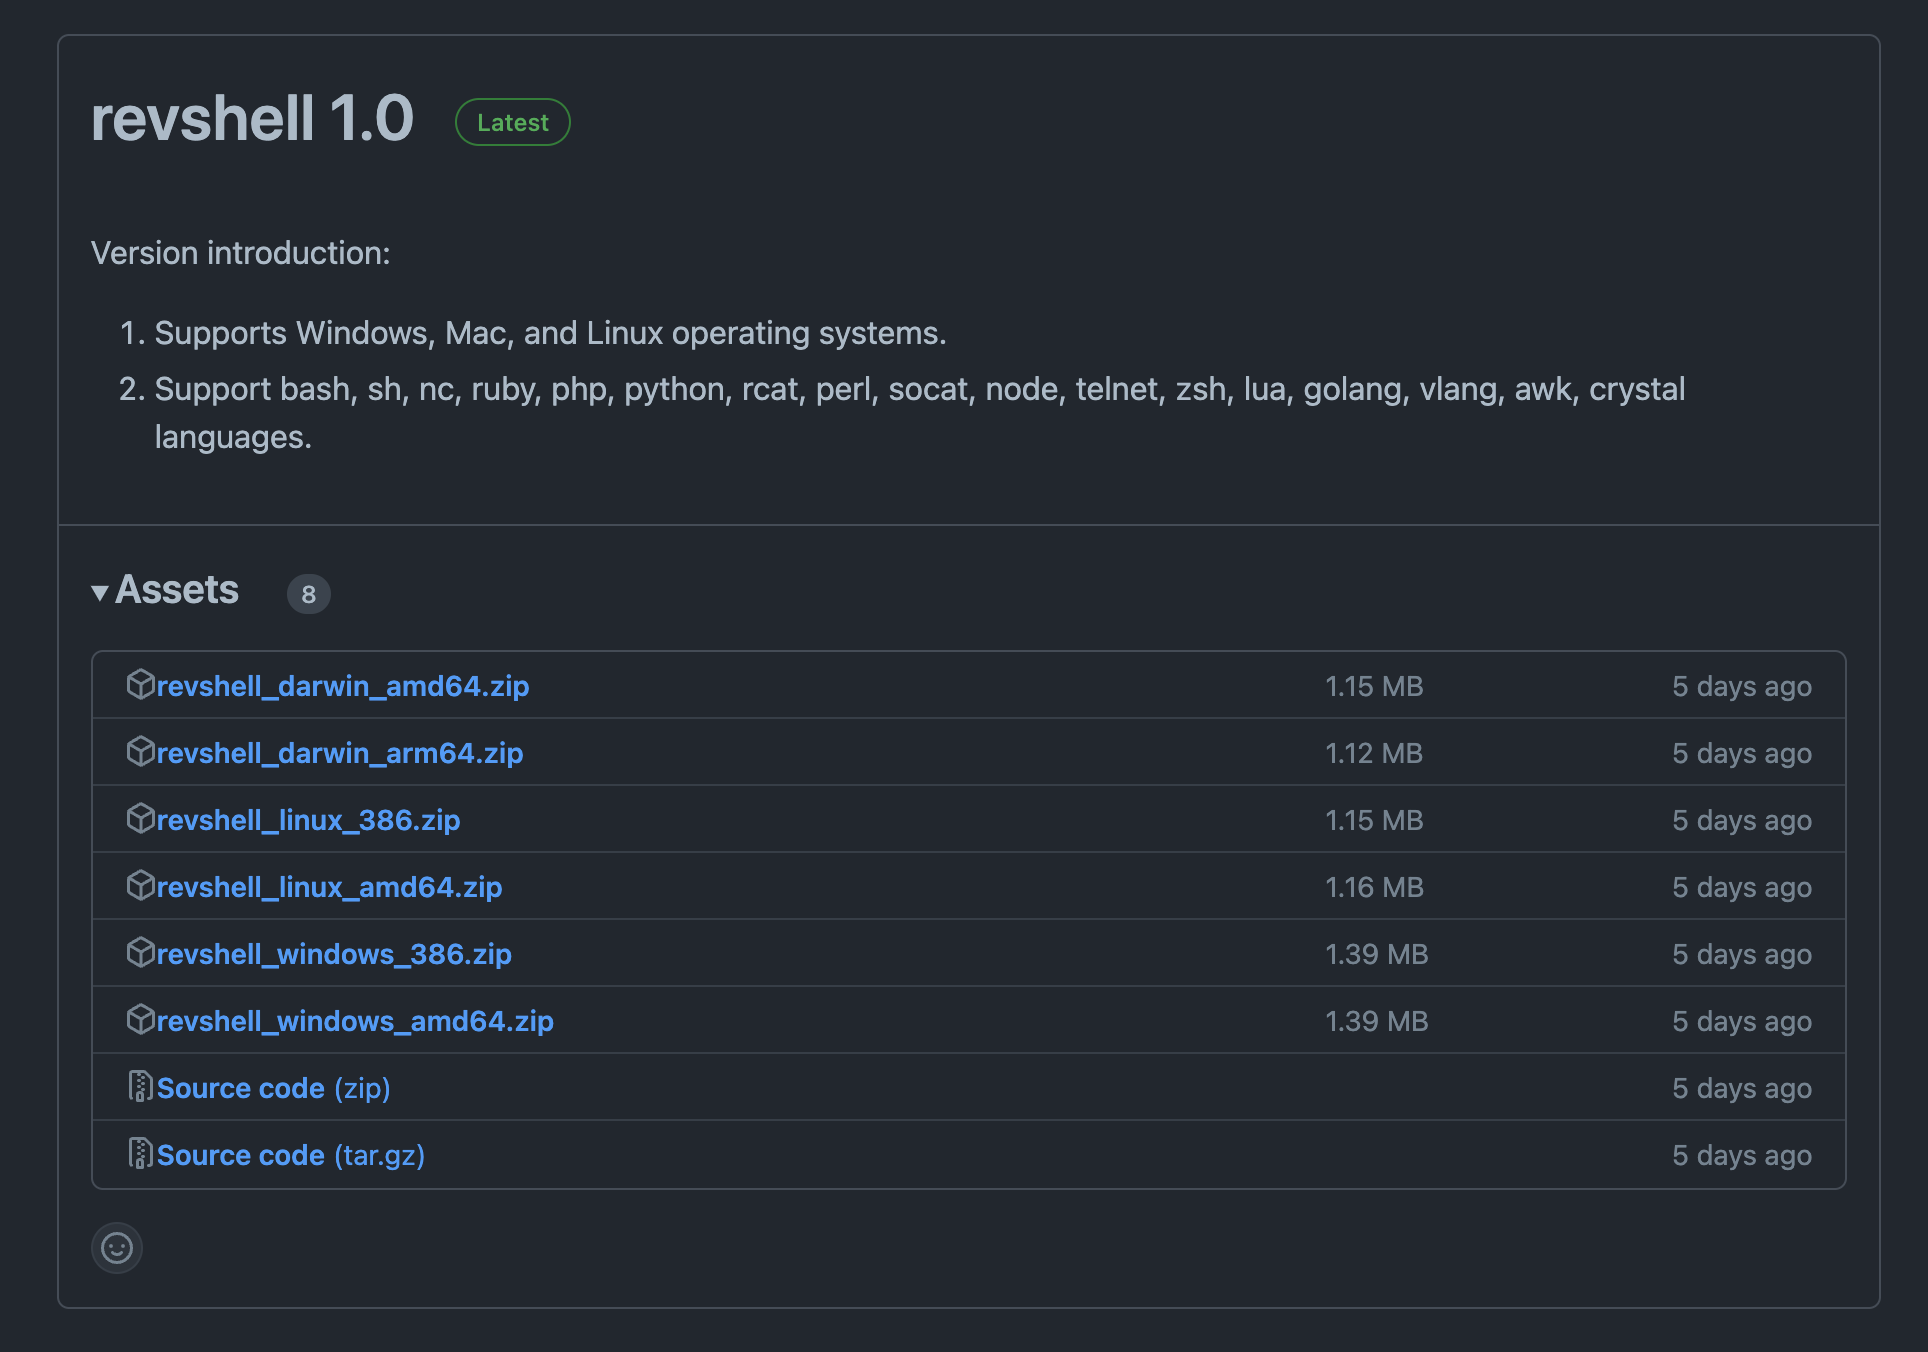 revshell 1.0 Latest
Version introduction:
1. Supports Windows, Mac, and Linux operating systems.
2. Support bash, sh, nc, ruby, php, python, rcat, perl, socat, node, telnet, zsh, lua, golang, vlang, awk, crystal
languages.
Assets 8
revshell_darwin_amd64.zip 1.15 MB 5 days ago
revshell_darwin_arm64.zip 1.12 MB 5 days ago
revshell_linux_386.zip 1.15 MB 5 days ago
revshell_linux_amd64.zip 1.16 MB 5 days ago
revshell_windows_386.zip 1.39 MB 5 days ago
revshell_windows_amd64.zip 1.39 MB 5 days ago
Source code (zip) 5 days ago
Source code (tar.gz) 5 days ago